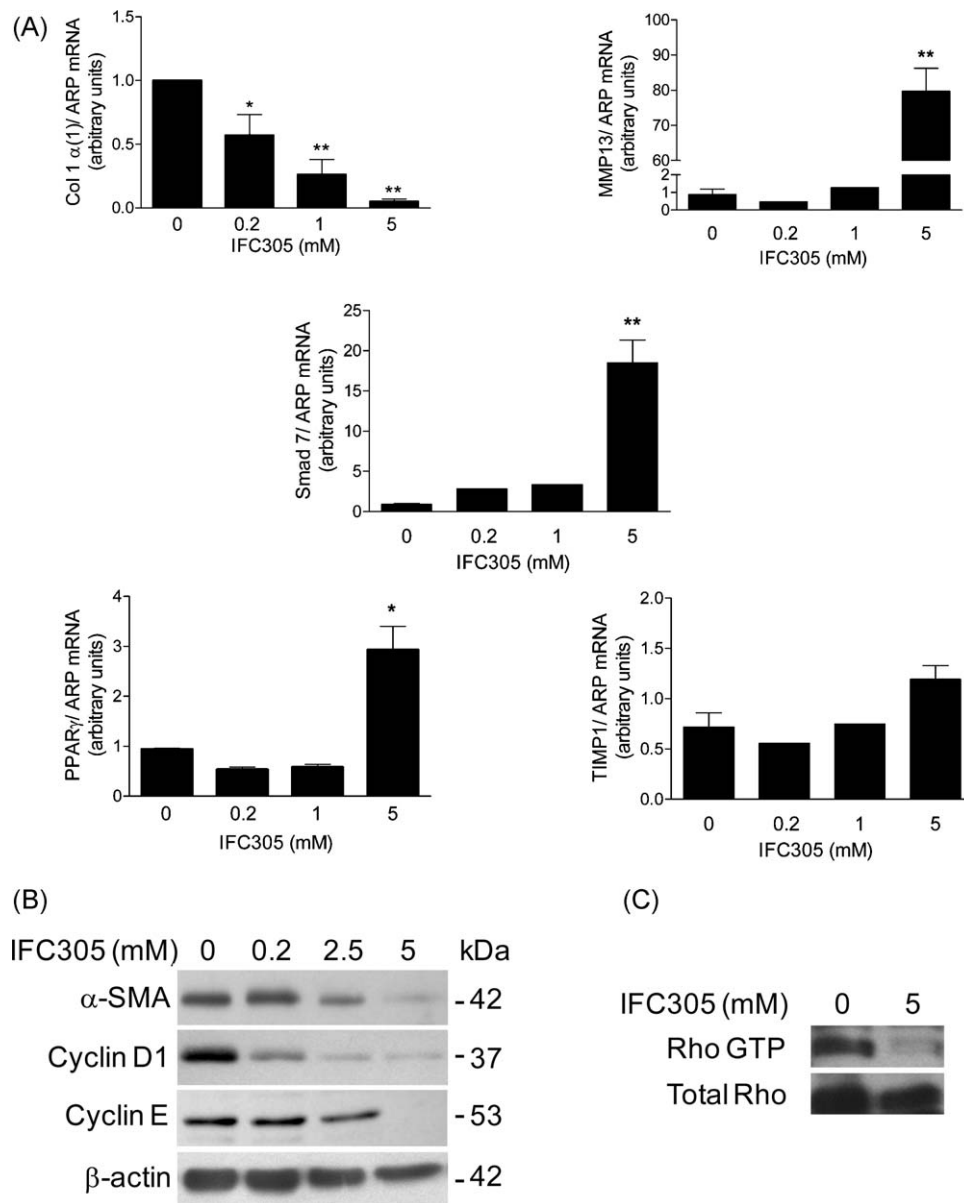 (A)
Col 1 α(1)/ ARP mRNA
(arbitrary units)
1.5
1.0
0.5
0.0
*
**
**
0 0.2 1 5
IFC305 (mM)
MMP13/ ARP mRNA
(arbitrary units)
100
90
80
70
60
2
1
0
**
0 0.2 1 5
IFC305 (mM)
Smad 7/ ARP mRNA
(arbitrary units)
25
20
15
10
5
0
**
0 0.2 1 5
IFC305 (mM)
PPARγ/ ARP mRNA
(arbitrary units)
4
3
2
1
0
*
0 0.2 1 5
IFC305 (mM)
TIMP1/ ARP mRNA
(arbitrary units)
2.0
1.5
1.0
0.5
0.0
0 0.2 1 5
IFC305 (mM)
(B)
IFC305 (mM) 0 0.2 2.5 5 kDa
α-SMA - 42
Cyclin D1 - 37
Cyclin E - 53
β-actin - 42
(C)
IFC305 (mM) 0 5
Rho GTP
Total Rho